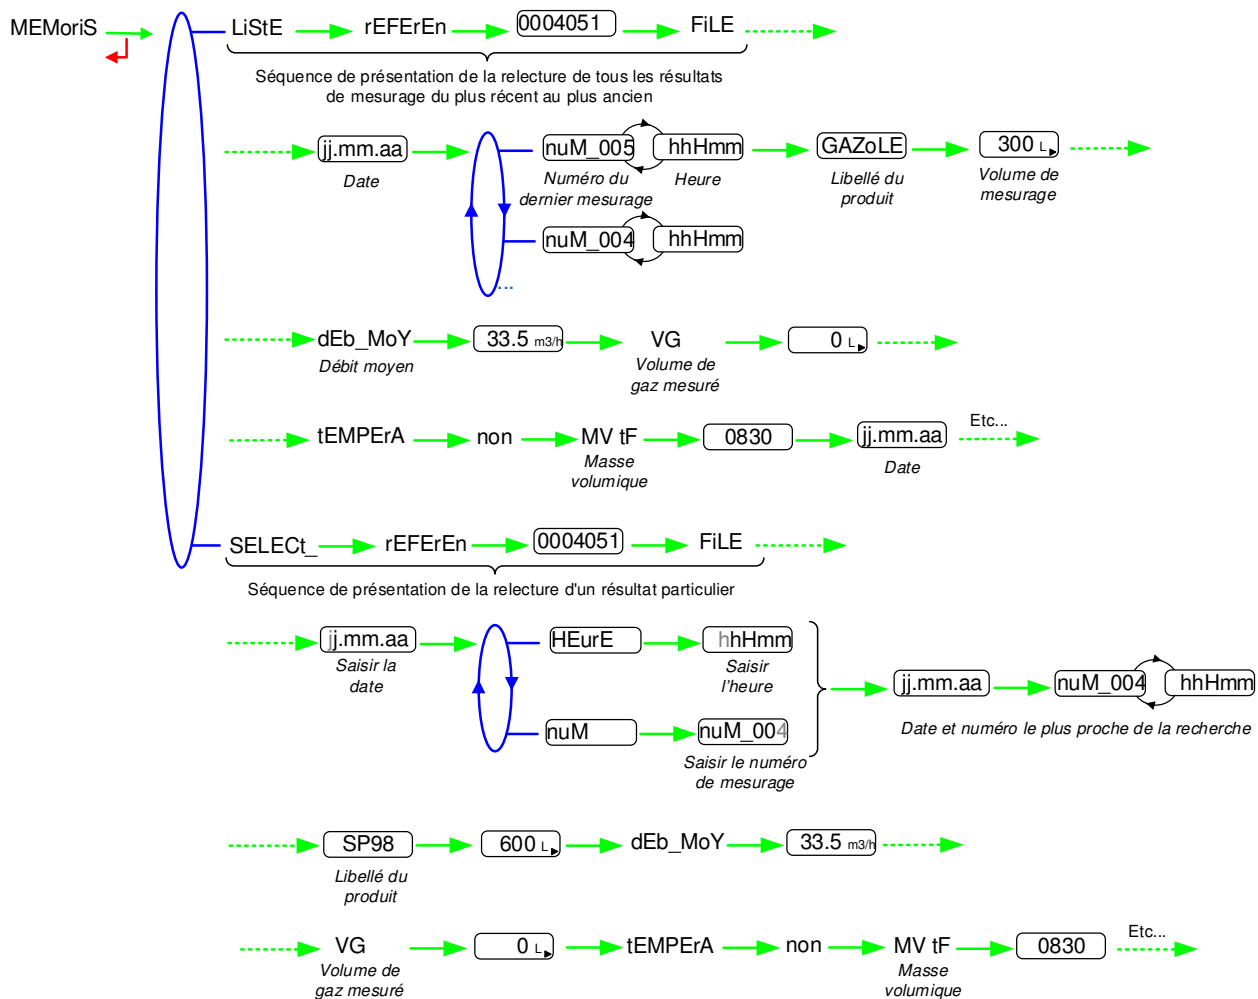 MEMoriS LiStE rEFErEn 0004051 FiLE
Séquence de présentation de la relecture de tous les résultats
de mesurage du plus récent au plus ancien
jj.mm.aa nuM_005 hhHmm GAZoLE 300 L
Date Numéro du Heure Libellé du Volume de
dernier mesurage produit mesurage
nuM_004 hhHmm
...
dEb_MoY 33.5 m3/h VG 0 L
Débit moyen Volume de
gaz mesuré
tEMPErA non MV tF 0830 jj.mm.aa Etc...
Masse Date
volumique
SELECt_ rEFErEn 0004051 FiLE
Séquence de présentation de la relecture d'un résultat particulier
jj.mm.aa HEurE hhHmm
Saisir la Saisir
date l'heure
jj.mm.aa nuM_004 hhHmm
nuM nuM_004 Date et numéro le plus proche de la recherche
Saisir le numéro
de mesurage
SP98 600 L dEb_MoY 33.5 m3/h
Libellé du
produit
VG 0 L tEMPErA non MV tF 0830 Etc...
Volume de Masse
gaz mesuré volumique